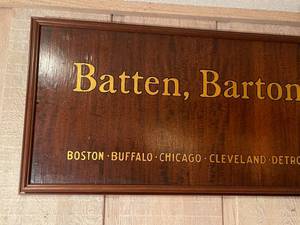 Batten, Barton
BOSTON · BUFFALO · CHICAGO · CLEVELAND · DETRO